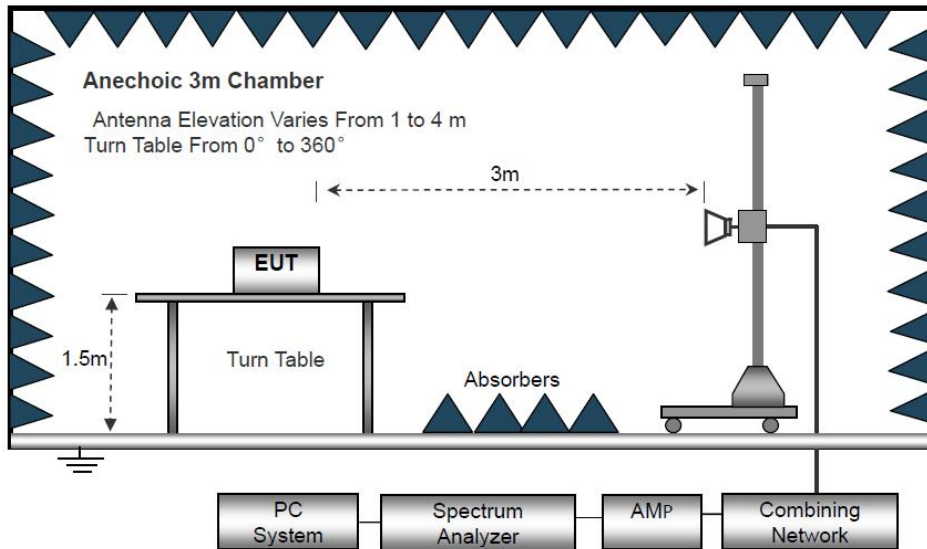 Anechoic 3m Chamber
Antenna Elevation Varies From 1 to 4 m
Turn Table From 0° to 360°
3m
EUT
1.5m
Turn Table
Absorbers
PC
System
Spectrum
Analyzer
AMP
Combining
Network